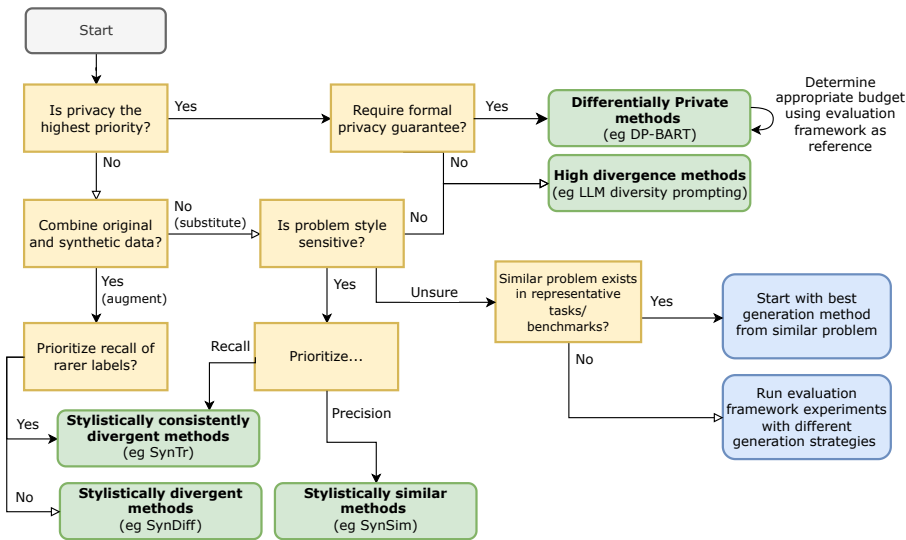 Start
Is privacy the
highest priority?
Yes
Require formal
privacy guarantee?
Yes
Differentially Private
methods
(eg DP-BART)
Determine
appropriate budget
using evaluation
framework as
reference
No
No
High divergence methods
(eg LLM diversity prompting)
Combine original
and synthetic data?
No
(substitute)
Is problem style
sensitive?
No
Yes
(augment)
Yes
Unsure
Similar problem exists
in representative
tasks/
benchmarks?
Yes
Start with best
generation method
from similar problem
Prioritize recall of
rarer labels?
Recall
Prioritize...
No
Run evaluation
framework experiments
with different
generation strategies
Precision
Yes
Stylistically consistently
divergent methods
(eg SynTr)
No
Stylistically divergent
methods
(eg SynDiff)
Stylistically similar
methods
(eg SynSim)